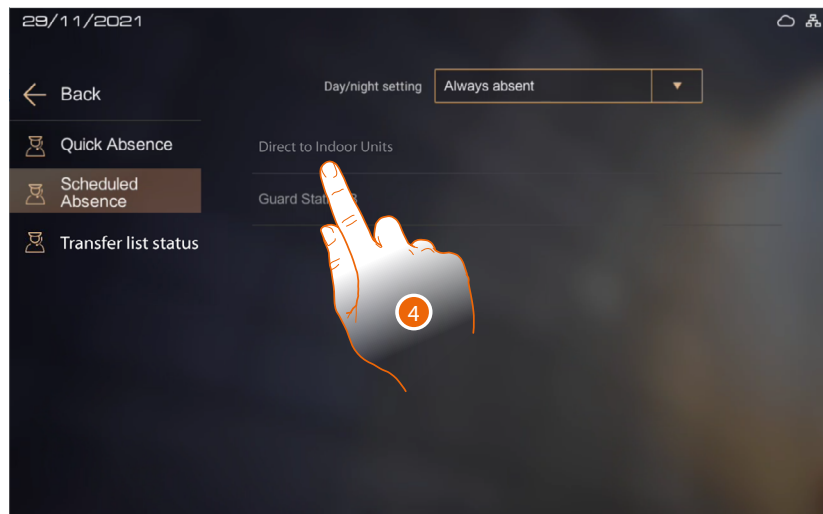 29/11/2021
Day/night setting Always absent
Back
Quick Absence
Direct to Indoor Units
Scheduled
Absence
Guard
Transfer list status
4